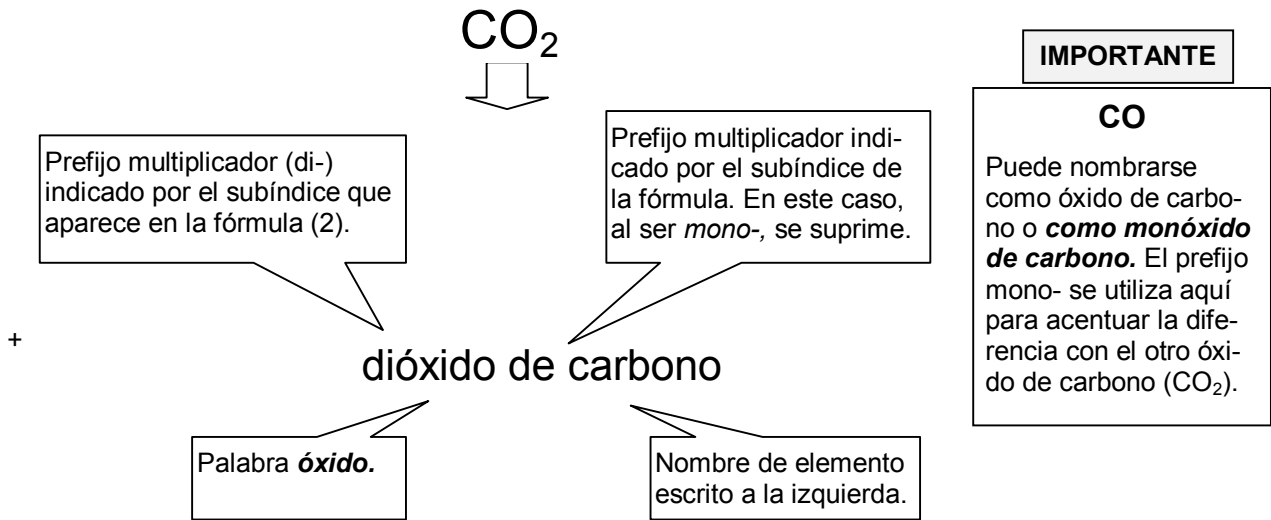 CO₂
Prefijo multiplicador (di-)
indicado por el subíndice que
aparece en la fórmula (2).
Prefijo multiplicador indi-
cado por el subíndice de
la fórmula. En este caso,
al ser mono-, se suprime.
+
dióxido de carbono
Palabra óxido.
Nombre de elemento
escrito a la izquierda.
IMPORTANTE
CO
Puede nombrarse
como óxido de carbo-
no o como monóxido
de carbono. El prefijo
mono- se utiliza aquí
para acentuar la dife-
rencia con el otro óxi-
do de carbono (CO₂).